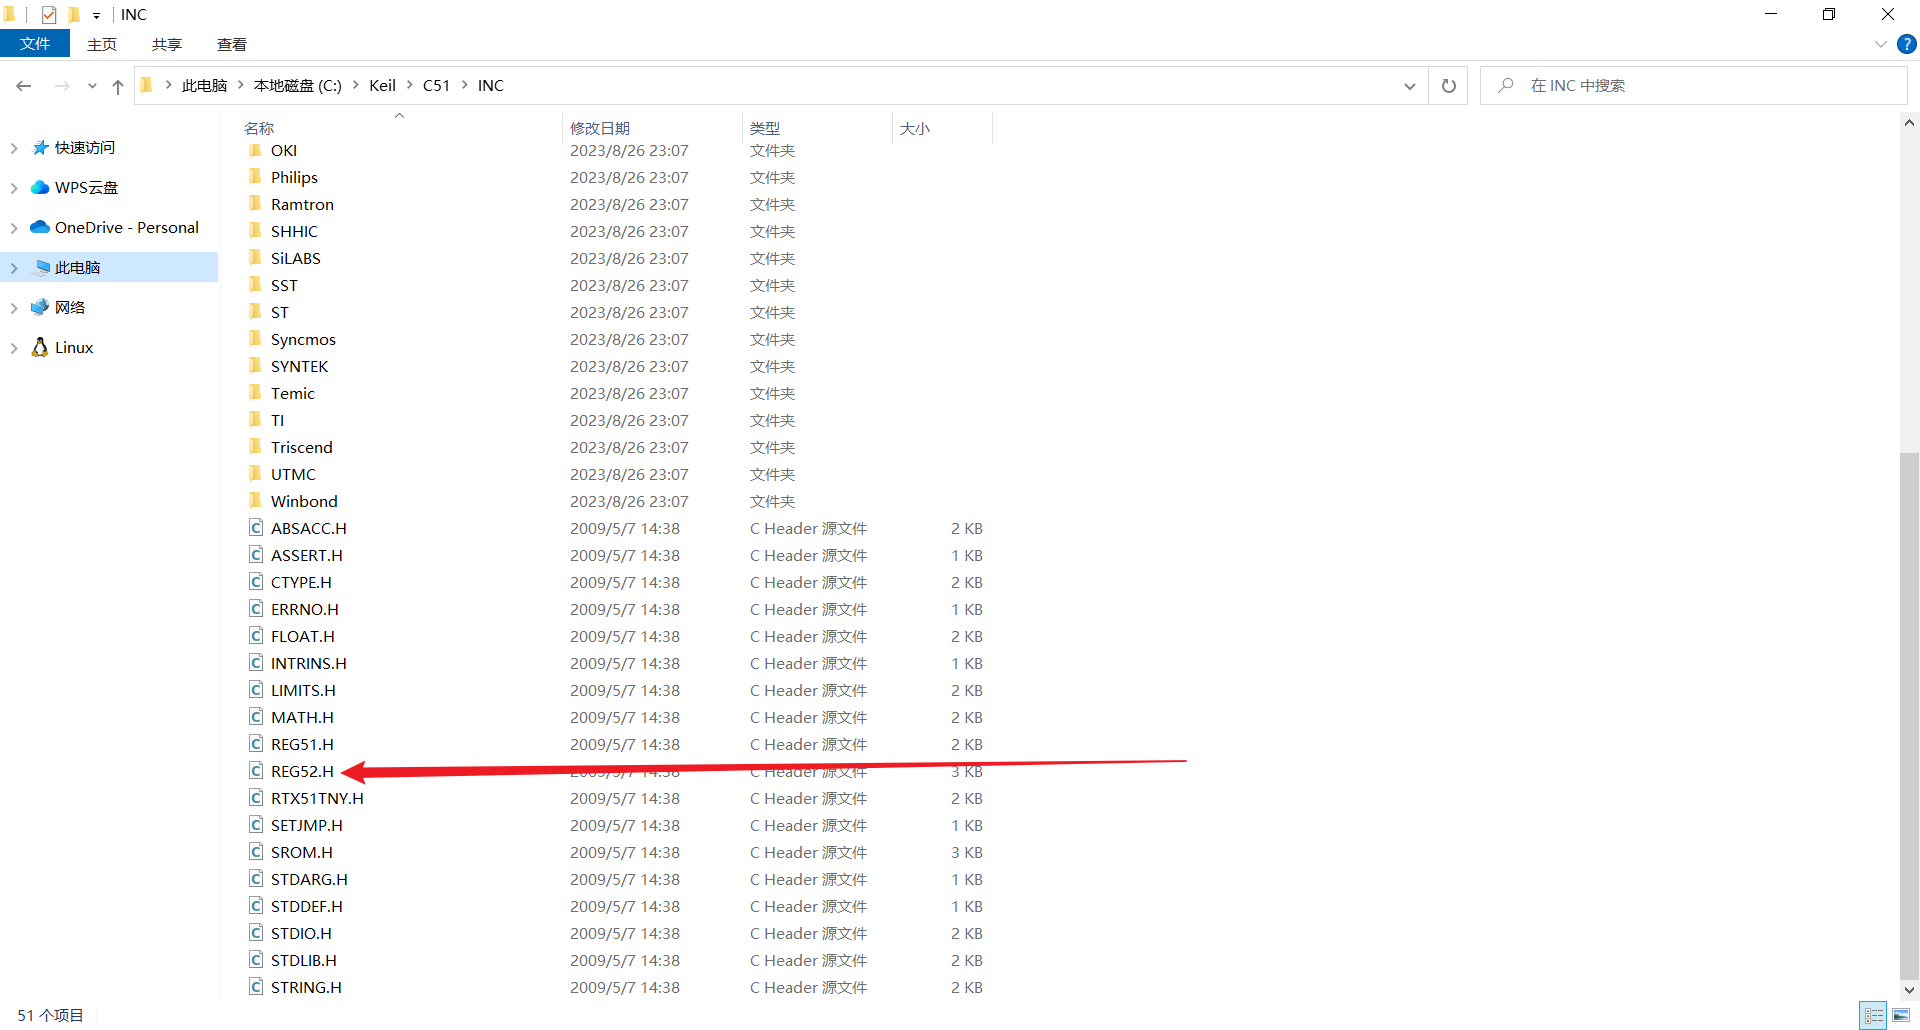 INC
文件 主页 共享 查看
此电脑 本地磁盘 (C:) Keil C51 INC
在 INC 中搜索
快速访问
WPS云盘
OneDrive - Personal
此电脑
网络
Linux
名称 修改日期 类型 大小
OKI 2023/8/26 23:07 文件夹
Philips 2023/8/26 23:07 文件夹
Ramtron 2023/8/26 23:07 文件夹
SHHIC 2023/8/26 23:07 文件夹
SiLABS 2023/8/26 23:07 文件夹
SST 2023/8/26 23:07 文件夹
ST 2023/8/26 23:07 文件夹
Syncmos 2023/8/26 23:07 文件夹
SYNTEK 2023/8/26 23:07 文件夹
Temic 2023/8/26 23:07 文件夹
TI 2023/8/26 23:07 文件夹
Triscend 2023/8/26 23:07 文件夹
UTMC 2023/8/26 23:07 文件夹
Winbond 2023/8/26 23:07 文件夹
ABSACC.H 2009/5/7 14:38 C Header 源文件 2 KB
ASSERT.H 2009/5/7 14:38 C Header 源文件 1 KB
CTYPE.H 2009/5/7 14:38 C Header 源文件 2 KB
ERRNO.H 2009/5/7 14:38 C Header 源文件 1 KB
FLOAT.H 2009/5/7 14:38 C Header 源文件 2 KB
INTRINS.H 2009/5/7 14:38 C Header 源文件 1 KB
LIMITS.H 2009/5/7 14:38 C Header 源文件 2 KB
MATH.H 2009/5/7 14:38 C Header 源文件 2 KB
REG51.H 2009/5/7 14:38 C Header 源文件 2 KB
REG52.H 2009/5/7 14:38 C Header 源文件 3 KB
RTX51TNY.H 2009/5/7 14:38 C Header 源文件 2 KB
SETJMP.H 2009/5/7 14:38 C Header 源文件 1 KB
SROM.H 2009/5/7 14:38 C Header 源文件 3 KB
STDARG.H 2009/5/7 14:38 C Header 源文件 1 KB
STDDEF.H 2009/5/7 14:38 C Header 源文件 1 KB
STDIO.H 2009/5/7 14:38 C Header 源文件 2 KB
STDLIB.H 2009/5/7 14:38 C Header 源文件 2 KB
STRING.H 2009/5/7 14:38 C Header 源文件 2 KB
51 个项目